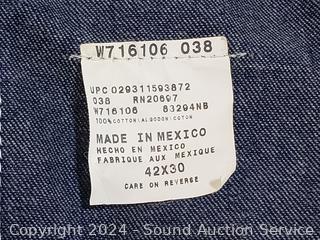 W716106 038
UPC 029311593872
038 RN20697
W716106 83294NB
100%COTTON/ALGODON/COTON
MADE IN MEXICO
HECHO EN MEXICO
FABRIQUE AUX MEXIQUE
42X30
CARE ON REVERSE
Copyright 2024 - Sound Auction Service